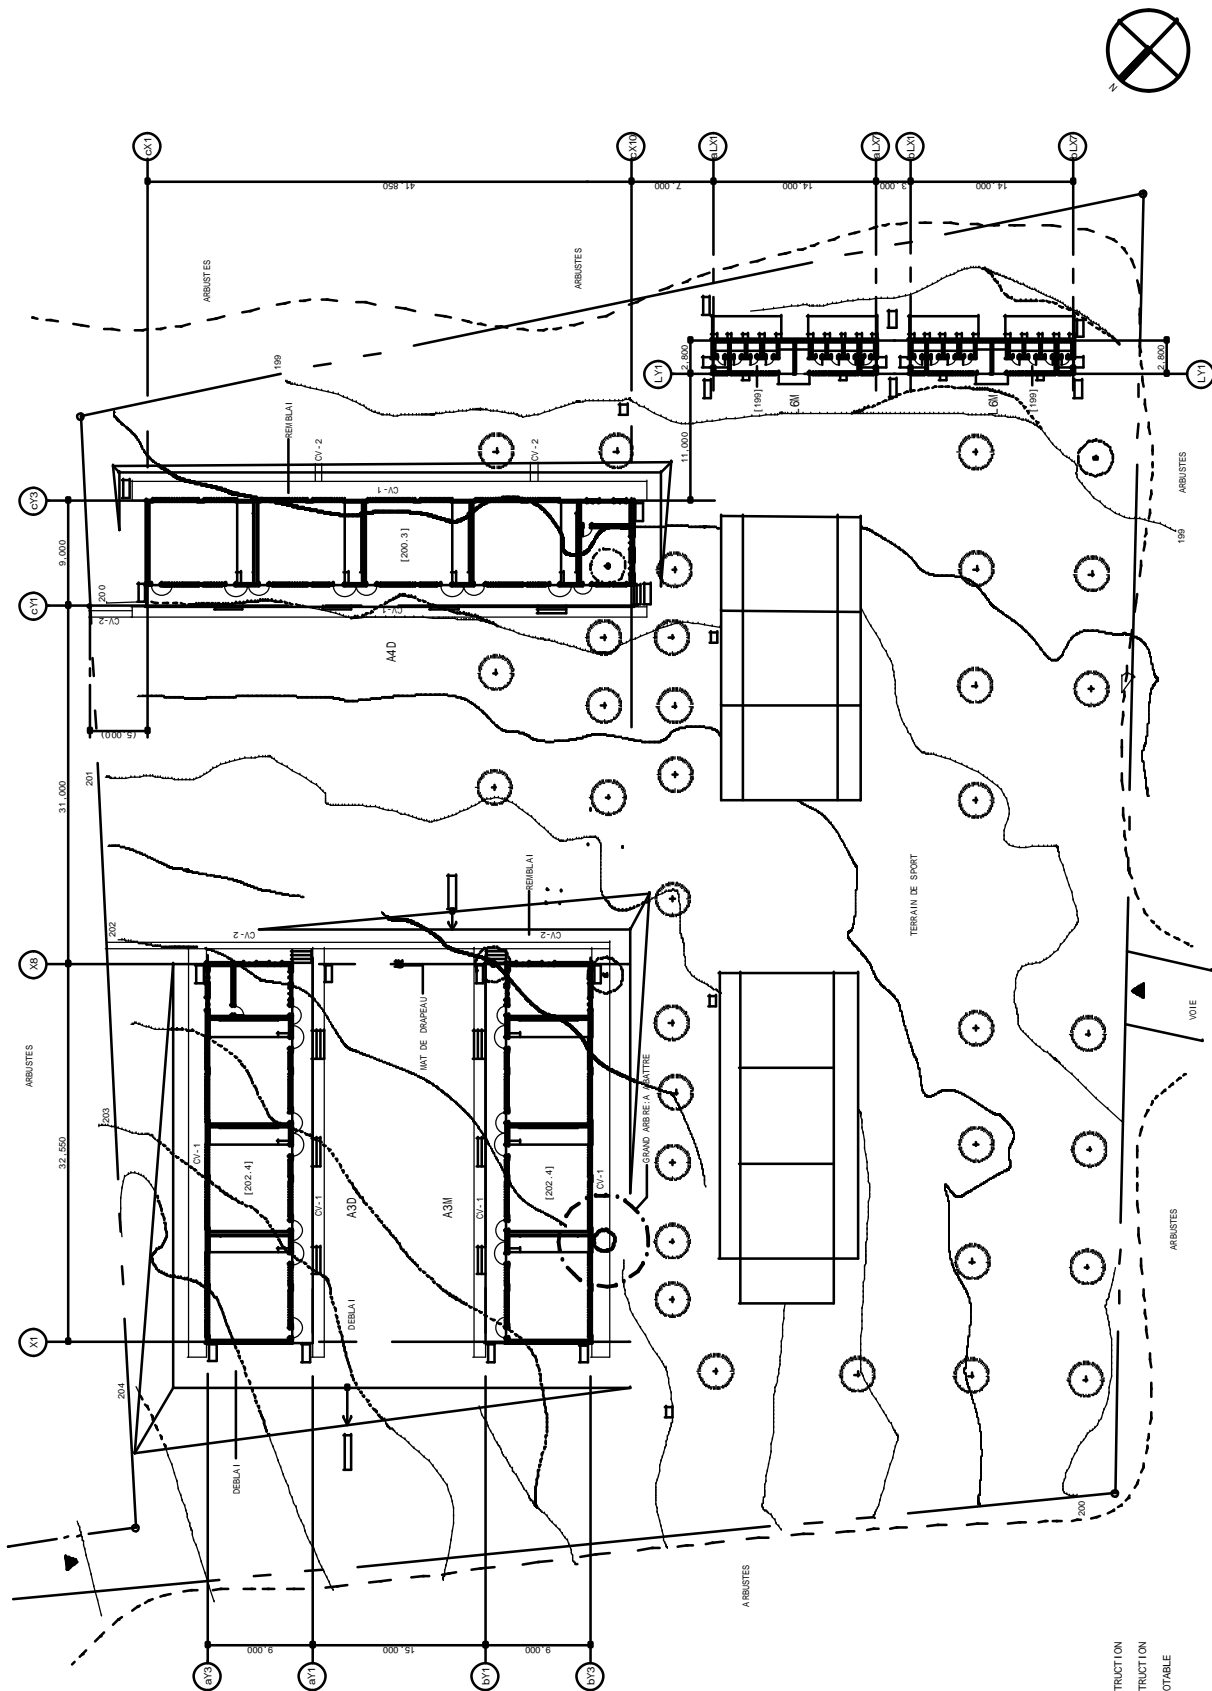 N
cX1
cX10
aLX1
aLX7
bLX1
bLX7
41.850
7.000
14.000
3.000
14.000
ARBUSTES
ARBUSTES
199
LY1
2,800
[199]
L6M
L6M
[199]
2,800
LY1
11,000
REMBLAI
CV-2
CV-2
CV-1
ARBUSTES
199
cY3
9,000
cY1
[200.3]
200
CV-2
CV-1
A4D
(5.000)
31,000
201
TERRAIN DE SPORT
REMBLAI
202
CV-2
CV-2
X8
MAT DE DRAPEAU
VOIE
ARBUSTES
203
GRAND ARBRE:A ABATTRE
32,550
CV-1
[202.4]
CV-1
A3D
A3M
CV-1
[202.4]
CV-1
ARBUSTES
DEBLAI
X1
204
DEBLAI
200
ARBUSTES
9.000
15.000
9.000
aY3
aY1
bY1
bY3
TRUCTION
TRUCTION
OTABLE